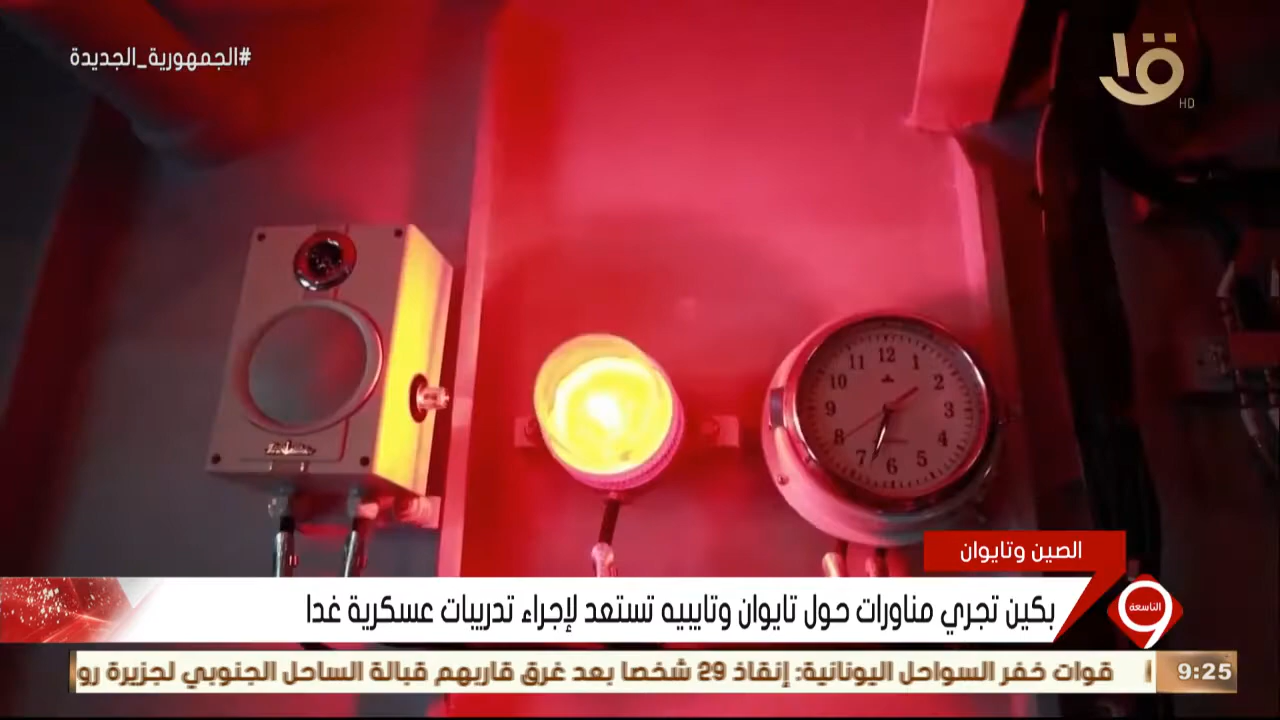 #الجمهورية_الجديدة
HD
11 12 1
10 2
9 3
8 4
7 6 5
الصين وتايوان
بكين تجري مناورات حول تايوان وتايبيه تستعد لإجراء تدريبات عسكرية غدا
التاسعة 9
قوات خفر السواحل اليونانية: إنقاذ 29 شخصا بعد غرق قاربهم قبالة الساحل الجنوبي لجزيرة رو
9:25